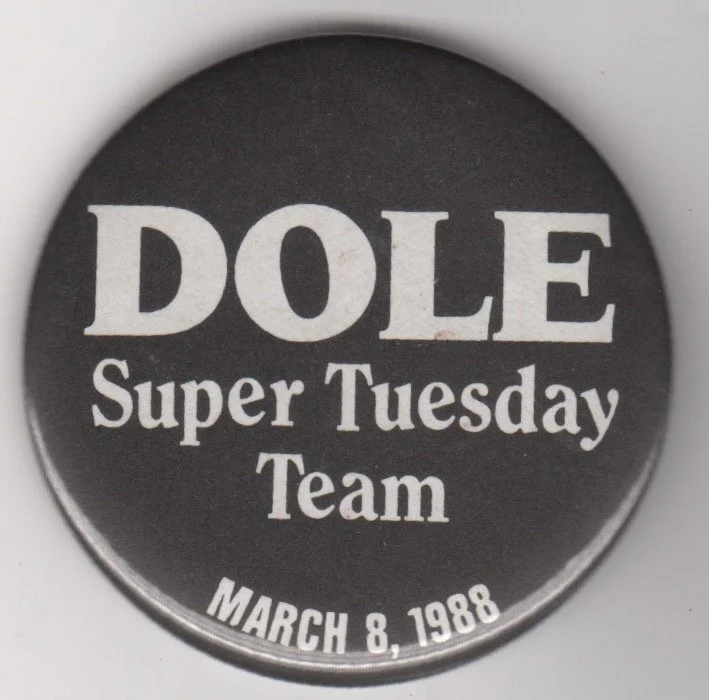 DOLE
Super Tuesday
Team
MARCH 8, 1988